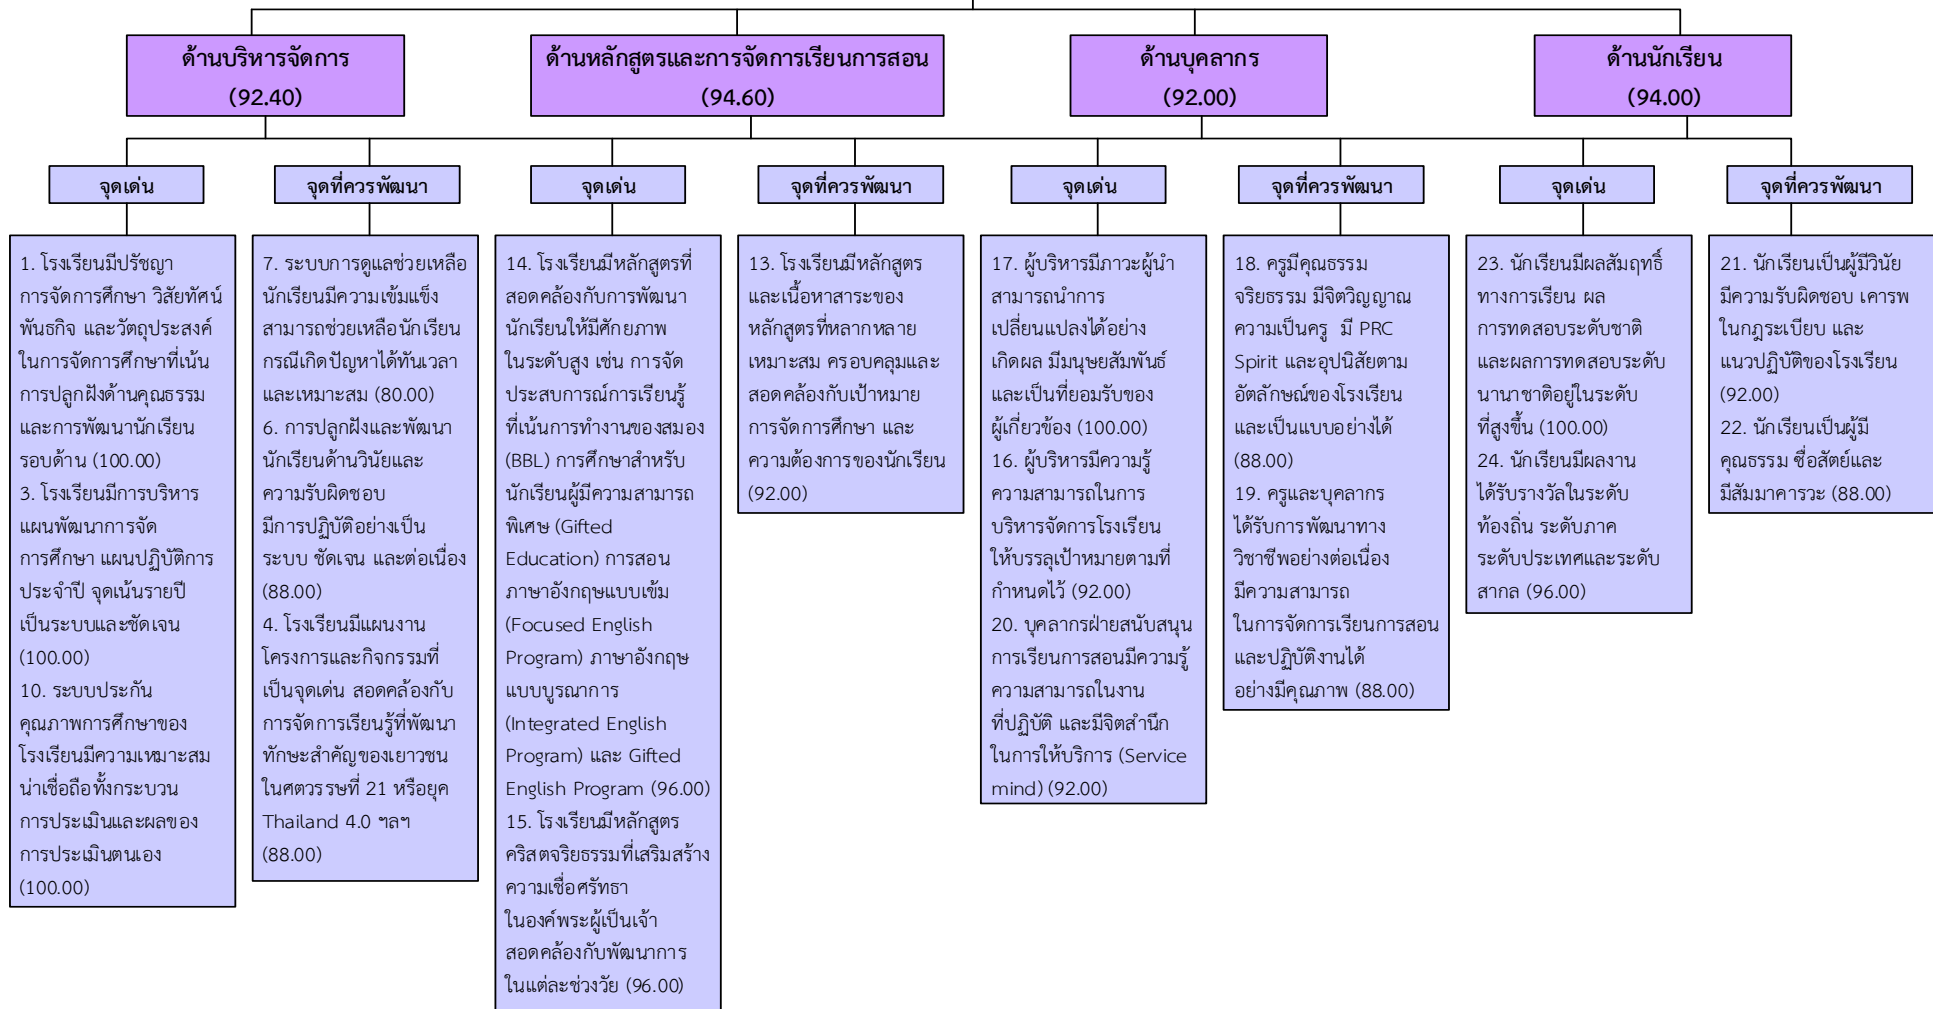 ด้านบริหารจัดการ
(92.40)
ด้านหลักสูตรและการจัดการเรียนการสอน
(94.60)
ด้านบุคลากร
(92.00)
ด้านนักเรียน
(94.00)
จุดเด่น
จุดที่ควรพัฒนา
จุดเด่น
จุดที่ควรพัฒนา
จุดเด่น
จุดที่ควรพัฒนา
จุดเด่น
จุดที่ควรพัฒนา
1. โรงเรียนมีปรัชญา
การจัดการศึกษา วิสัยทัศน์
พันธกิจ และวัตถุประสงค์
ในการจัดการศึกษาที่เน้น
การปลูกฝังด้านคุณธรรม
และการพัฒนานักเรียน
รอบด้าน (100.00)
3. โรงเรียนมีการบริหาร
แผนพัฒนาการจัด
การศึกษา แผนปฏิบัติการ
ประจำปี จุดเน้นรายปี
เป็นระบบและชัดเจน
(100.00)
10. ระบบประกัน
คุณภาพการศึกษาของ
โรงเรียนมีความเหมาะสม
น่าเชื่อถือทั้งกระบวน
การประเมินและผลของ
การประเมินตนเอง
(100.00)
7. ระบบการดูแลช่วยเหลือ
นักเรียนมีความเข้มแข็ง
สามารถช่วยเหลือนักเรียน
กรณีเกิดปัญหาได้ทันเวลา
และเหมาะสม (80.00)
6. การปลูกฝังและพัฒนา
นักเรียนด้านวินัยและ
ความรับผิดชอบ
มีการปฏิบัติอย่างเป็น
ระบบ ชัดเจน และต่อเนื่อง
(88.00)
4. โรงเรียนมีแผนงาน
โครงการและกิจกรรมที่
เป็นจุดเด่น สอดคล้องกับ
การจัดการเรียนรู้ที่พัฒนา
ทักษะสำคัญของเยาวชน
ในศตวรรษที่ 21 หรือยุค
Thailand 4.0 ฯลฯ
(88.00)
14. โรงเรียนมีหลักสูตรที่
สอดคล้องกับการพัฒนา
นักเรียนให้มีศักยภาพ
ในระดับสูง เช่น การจัด
ประสบการณ์การเรียนรู้
ที่เน้นการทำงานของสมอง
(BBL) การศึกษาสำหรับ
นักเรียนผู้มีความสามารถ
พิเศษ (Gifted
Education) การสอน
ภาษาอังกฤษแบบเข้ม
(Focused English
Program) ภาษาอังกฤษ
แบบบูรณาการ
(Integrated English
Program) และ Gifted
English Program (96.00)
15. โรงเรียนมีหลักสูตร
คริสตจริยธรรมที่เสริมสร้าง
ความเชื่อศรัทธา
ในองค์พระผู้เป็นเจ้า
สอดคล้องกับพัฒนาการ
ในแต่ละช่วงวัย (96.00)
13. โรงเรียนมีหลักสูตร
และเนื้อหาสาระของ
หลักสูตรที่หลากหลาย
เหมาะสม ครอบคลุมและ
สอดคล้องกับเป้าหมาย
การจัดการศึกษา และ
ความต้องการของนักเรียน
(92.00)
17. ผู้บริหารมีภาวะผู้นำ
สามารถนำการ
เปลี่ยนแปลงได้อย่าง
เกิดผล มีมนุษยสัมพันธ์
และเป็นที่ยอมรับของ
ผู้เกี่ยวข้อง (100.00)
16. ผู้บริหารมีความรู้
ความสามารถในการ
บริหารจัดการโรงเรียน
ให้บรรลุเป้าหมายตามที่
กำหนดไว้ (92.00)
20. บุคลากรฝ่ายสนับสนุน
การเรียนการสอนมีความรู้
ความสามารถในงาน
ที่ปฏิบัติ และมีจิตสำนึก
ในการให้บริการ (Service
mind) (92.00)
18. ครูมีคุณธรรม
จริยธรรม มีจิตวิญญาณ
ความเป็นครู มี PRC
Spirit และอุปนิสัยตาม
อัตลักษณ์ของโรงเรียน
และเป็นแบบอย่างได้
(88.00)
19. ครูและบุคลากร
ได้รับการพัฒนาทาง
วิชาชีพอย่างต่อเนื่อง
มีความสามารถ
ในการจัดการเรียนการสอน
และปฏิบัติงานได้
อย่างมีคุณภาพ (88.00)
23. นักเรียนมีผลสัมฤทธิ์
ทางการเรียน ผล
การทดสอบระดับชาติ
และผลการทดสอบระดับ
นานาชาติอยู่ในระดับ
ที่สูงขึ้น (100.00)
24. นักเรียนมีผลงาน
ได้รับรางวัลในระดับ
ท้องถิ่น ระดับภาค
ระดับประเทศและระดับ
สากล (96.00)
21. นักเรียนเป็นผู้มีวินัย
มีความรับผิดชอบ เคารพ
ในกฎระเบียบ และ
แนวปฏิบัติของโรงเรียน
(92.00)
22. นักเรียนเป็นผู้มี
คุณธรรม ซื่อสัตย์และ
มีสัมมาคารวะ (88.00)